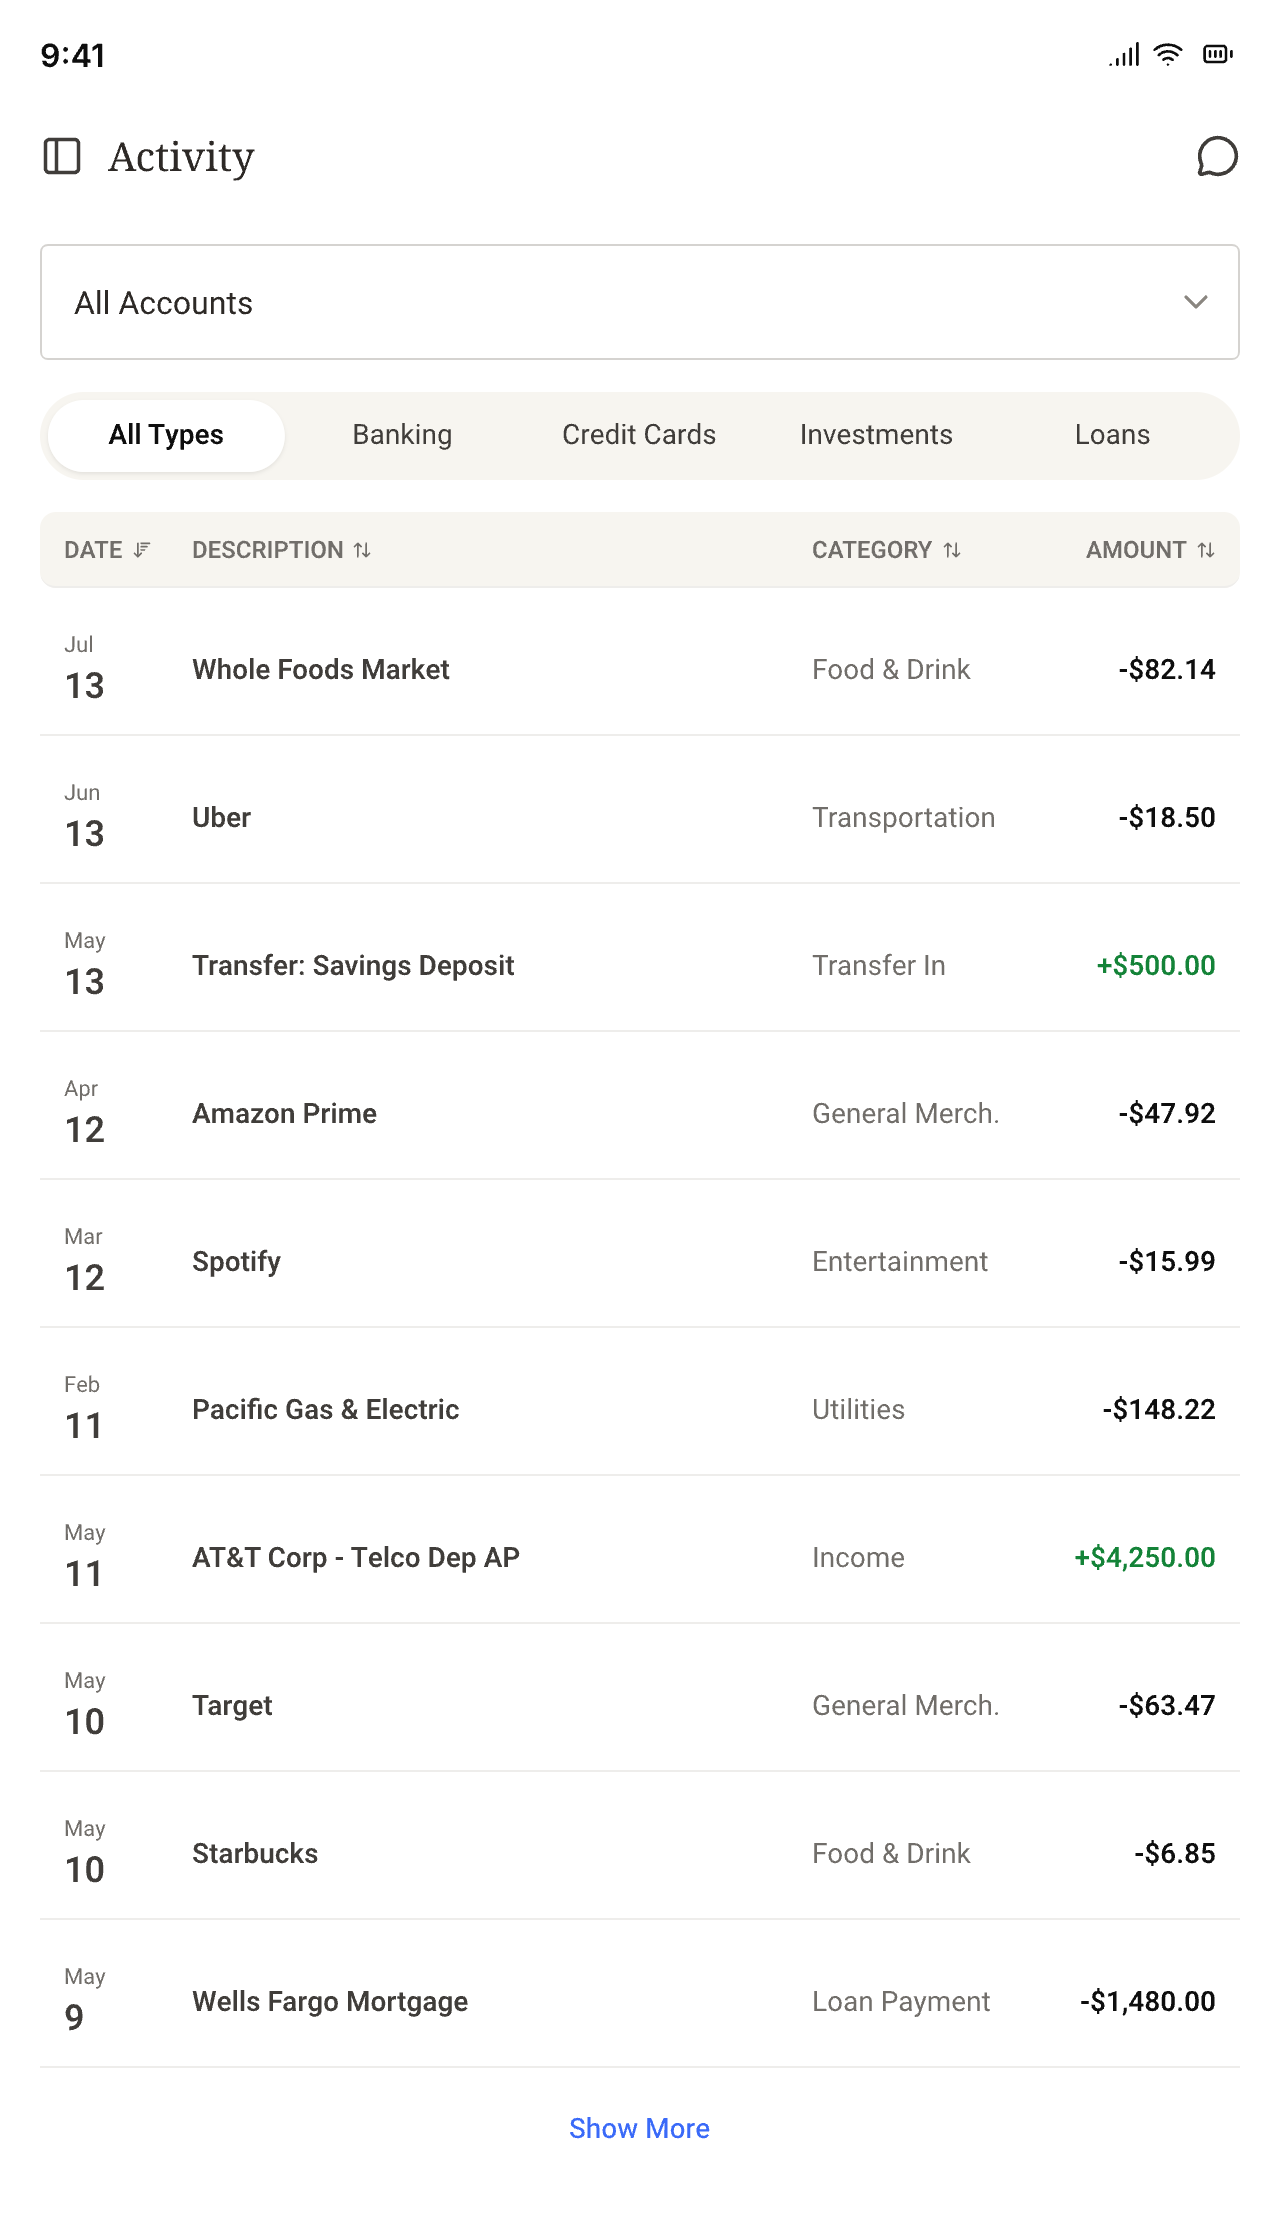 9:41
Activity
All Accounts
All Types Banking Credit Cards Investments Loans
DATE DESCRIPTION CATEGORY AMOUNT
Jul
13 Whole Foods Market Food & Drink -$82.14
Jun
13 Uber Transportation -$18.50
May
13 Transfer: Savings Deposit Transfer In +$500.00
Apr
12 Amazon Prime General Merch. -$47.92
Mar
12 Spotify Entertainment -$15.99
Feb
11 Pacific Gas & Electric Utilities -$148.22
May
11 AT&T Corp - Telco Dep AP Income +$4,250.00
May
10 Target General Merch. -$63.47
May
10 Starbucks Food & Drink -$6.85
May
9 Wells Fargo Mortgage Loan Payment -$1,480.00
Show More